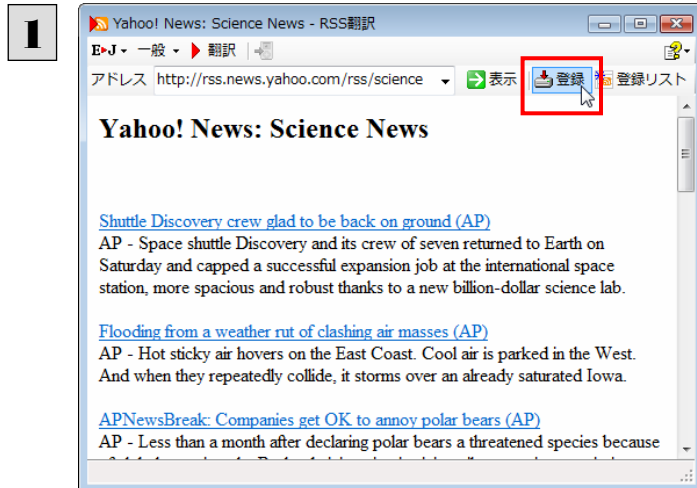 1
Yahoo! News: Science News - RSS翻訳
E▸J 一般 翻訳
アドレス http://rss.news.yahoo.com/rss/science 表示 登録 登録リスト
Yahoo! News: Science News
Shuttle Discovery crew glad to be back on ground (AP)
AP - Space shuttle Discovery and its crew of seven returned to Earth on
Saturday and capped a successful expansion job at the international space
station, more spacious and robust thanks to a new billion-dollar science lab.
Flooding from a weather rut of clashing air masses (AP)
AP - Hot sticky air hovers on the East Coast. Cool air is parked in the West.
And when they repeatedly collide, it storms over an already saturated Iowa.
APNewsBreak: Companies get OK to annoy polar bears (AP)
AP - Less than a month after declaring polar bears a threatened species because